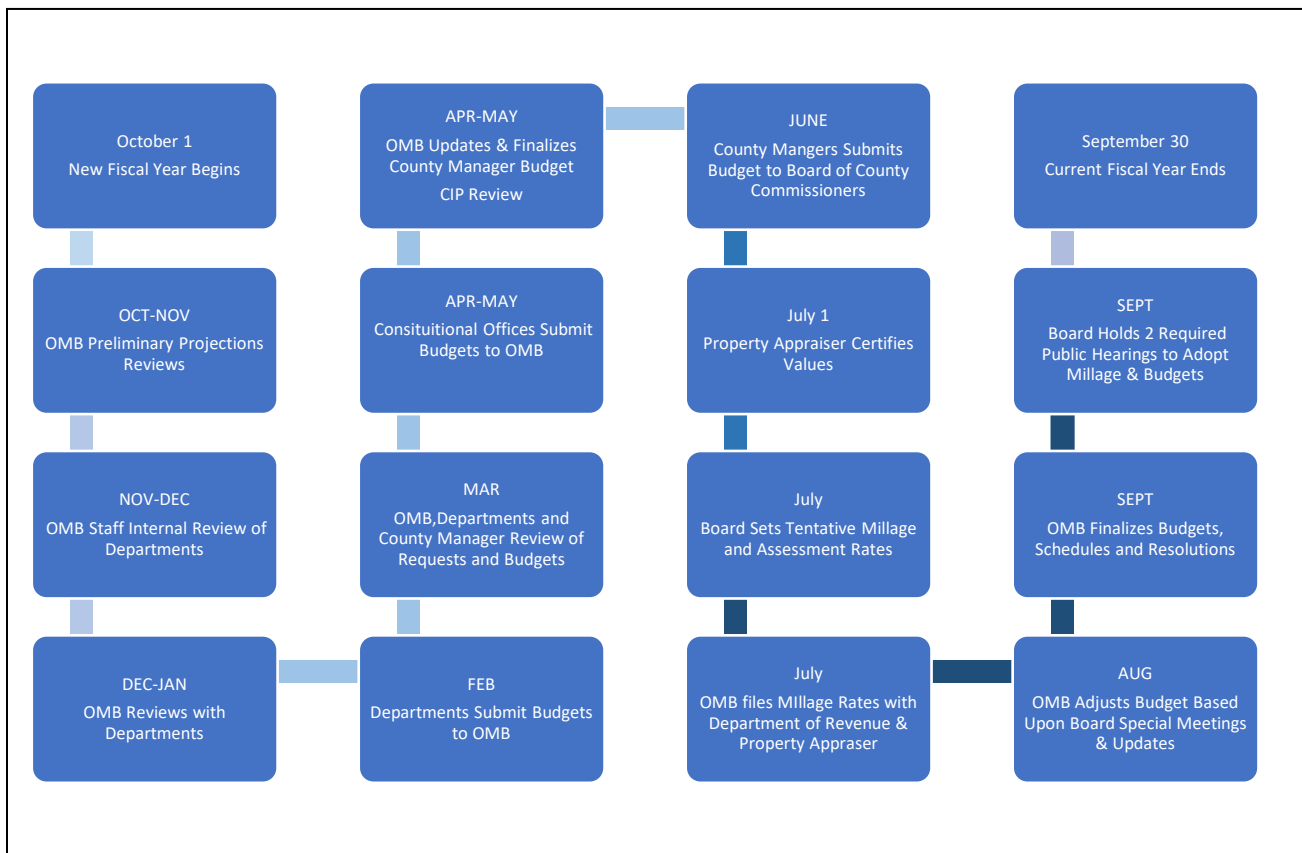 October 1
New Fiscal Year Begins
OCT-NOV
OMB Preliminary Projections
Reviews
NOV-DEC
OMB Staff Internal Review of
Departments
DEC-JAN
OMB Reviews with
Departments
FEB
Departments Submit Budgets
to OMB
MAR
OMB,Departments and
County Manager Review of
Requests and Budgets
APR-MAY
Consituitional Offices Submit
Budgets to OMB
APR-MAY
OMB Updates & Finalizes
County Manager Budget
CIP Review
JUNE
County Mangers Submits
Budget to Board of County
Commissioners
July 1
Property Appraiser Certifies
Values
July
Board Sets Tentative Millage
and Assessment Rates
July
OMB files MIllage Rates with
Department of Revenue &
Property Appraser
AUG
OMB Adjusts Budget Based
Upon Board Special Meetings
& Updates
SEPT
OMB Finalizes Budgets,
Schedules and Resolutions
SEPT
Board Holds 2 Required
Public Hearings to Adopt
Millage & Budgets
September 30
Current Fiscal Year Ends